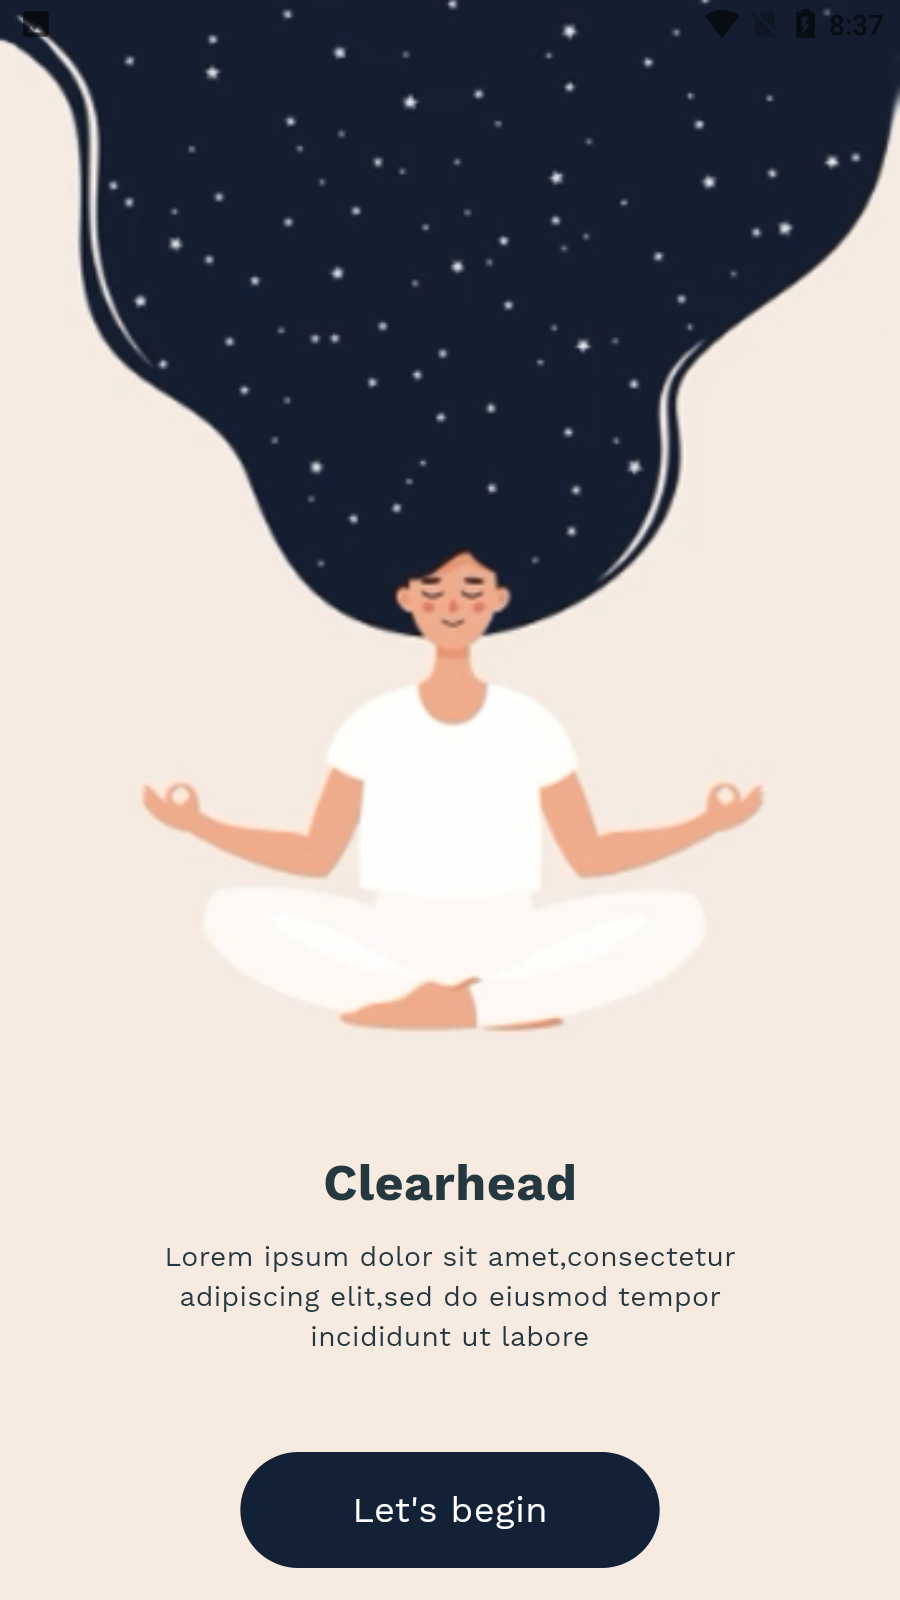 8:37
Clearhead
Lorem ipsum dolor sit amet,consectetur
adipiscing elit,sed do eiusmod tempor
incididunt ut labore
Let's begin